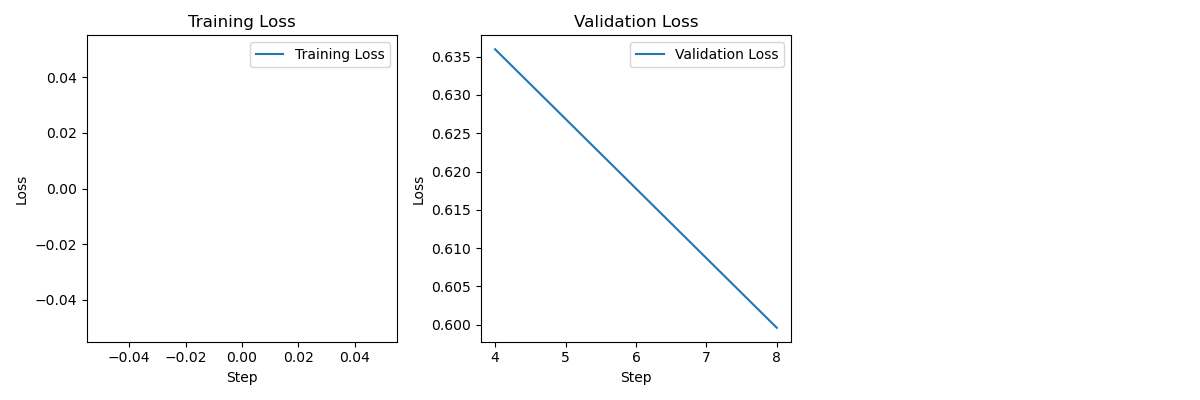 Training Loss
Training Loss
0.04
0.02
0.00
−0.02
−0.04
Loss
−0.04 −0.02 0.00 0.02 0.04
Step
Validation Loss
Validation Loss
0.635
0.630
0.625
0.620
0.615
0.610
0.605
0.600
Loss
4 5 6 7 8
Step